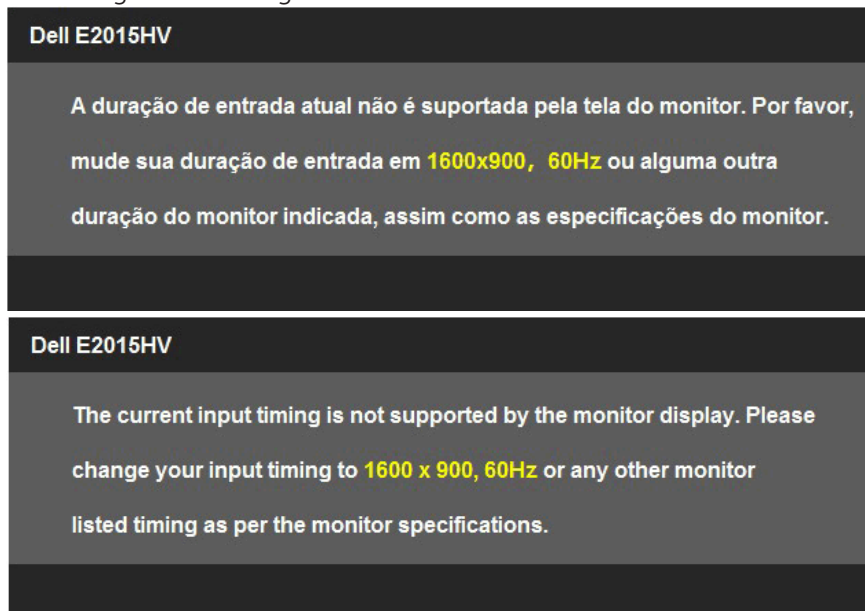 Dell E2015HV
A duração de entrada atual não é suportada pela tela do monitor. Por favor,
mude sua duração de entrada em 1600x900, 60Hz ou alguma outra
duração do monitor indicada, assim como as especificações do monitor.
Dell E2015HV
The current input timing is not supported by the monitor display. Please
change your input timing to 1600 x 900, 60Hz or any other monitor
listed timing as per the monitor specifications.